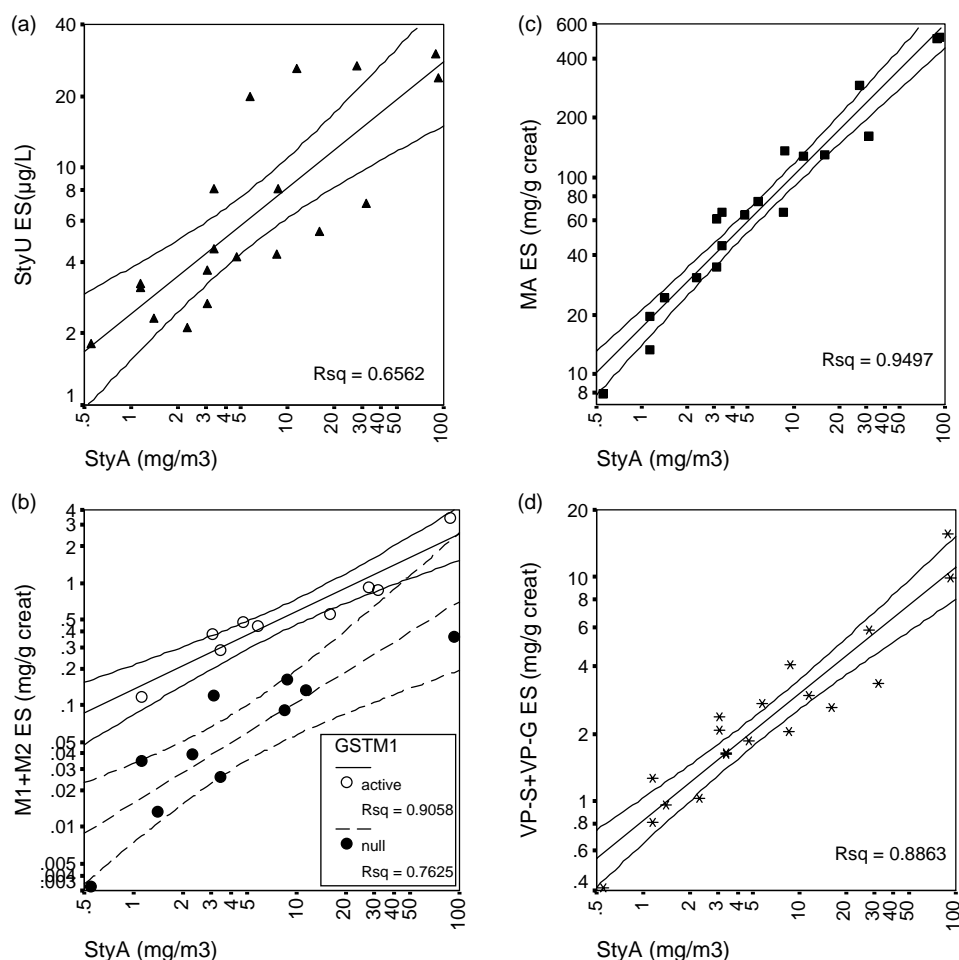 (a)
40
20
10
8
6
4
2
1
StyU ES(µg/L)
Rsq = 0.6562
.5 1 2 3 4 5 10 20 30 40 50 100
StyA (mg/m3)
(c)
600
400
200
100
80
60
40
20
10
8
MA ES (mg/g creat)
Rsq = 0.9497
.5 1 2 3 4 5 10 20 30 40 50 100
StyA (mg/m3)
(b)
4
3
2
1
.5
.4
.3
.2
.1
.05
.04
.03
.02
.01
.005
.004
.003
M1+M2 ES (mg/g creat)
GSTM1
active
Rsq = 0.9058
null
Rsq = 0.7625
.5 1 2 3 4 5 10 20 30 40 50 100
StyA (mg/m3)
(d)
20
10
8
6
4
2
1
.8
.6
.4
VP-S+VP-G ES (mg/g creat)
Rsq = 0.8863
.5 1 2 3 4 5 10 20 30 40 50 100
StyA (mg/m3)